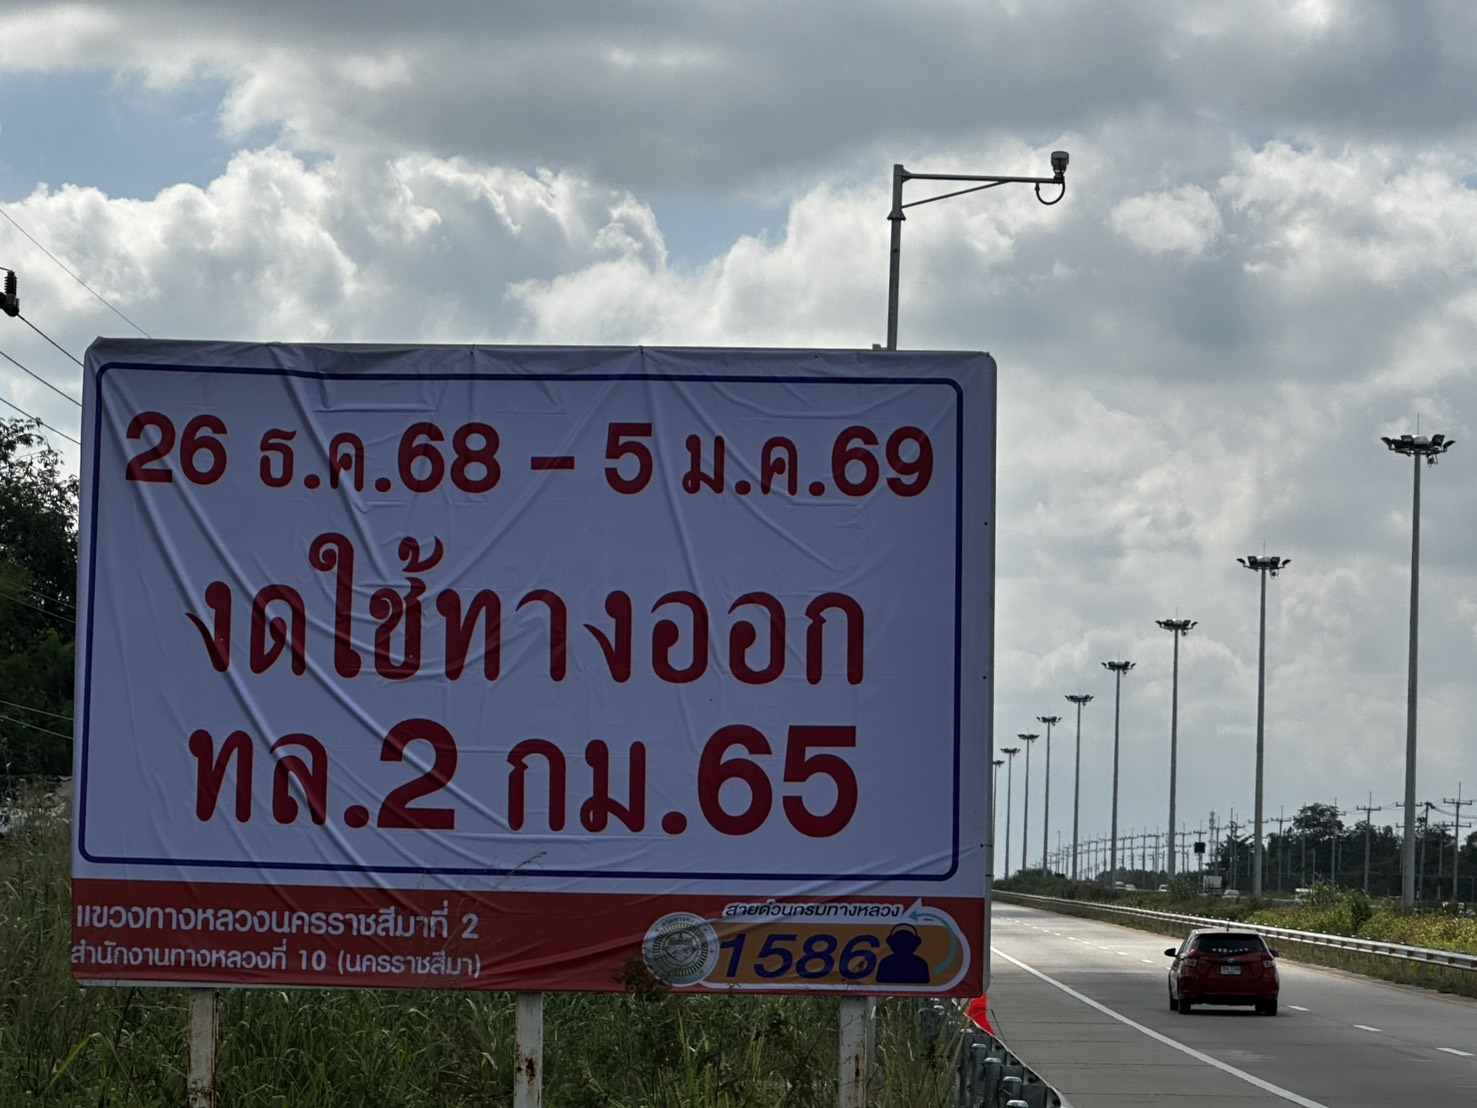 26 ธ.ค.68 - 5 ม.ค.69
งดใช้ทางออก
ทล.2 กม.65
แขวงทางหลวงนครราชสีมาที่ 2
สำนักงานทางหลวงที่ 10 (นครราชสีมา)
สายด่วนกรมทางหลวง
1586